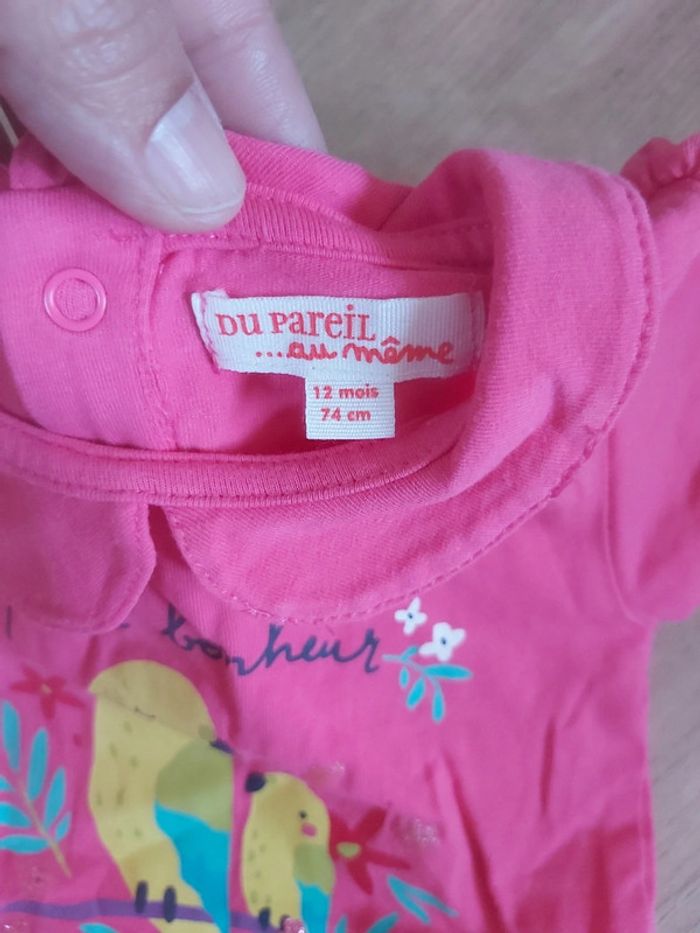 DU PAREIL
...au même
12 mois
74 cm
bonheur